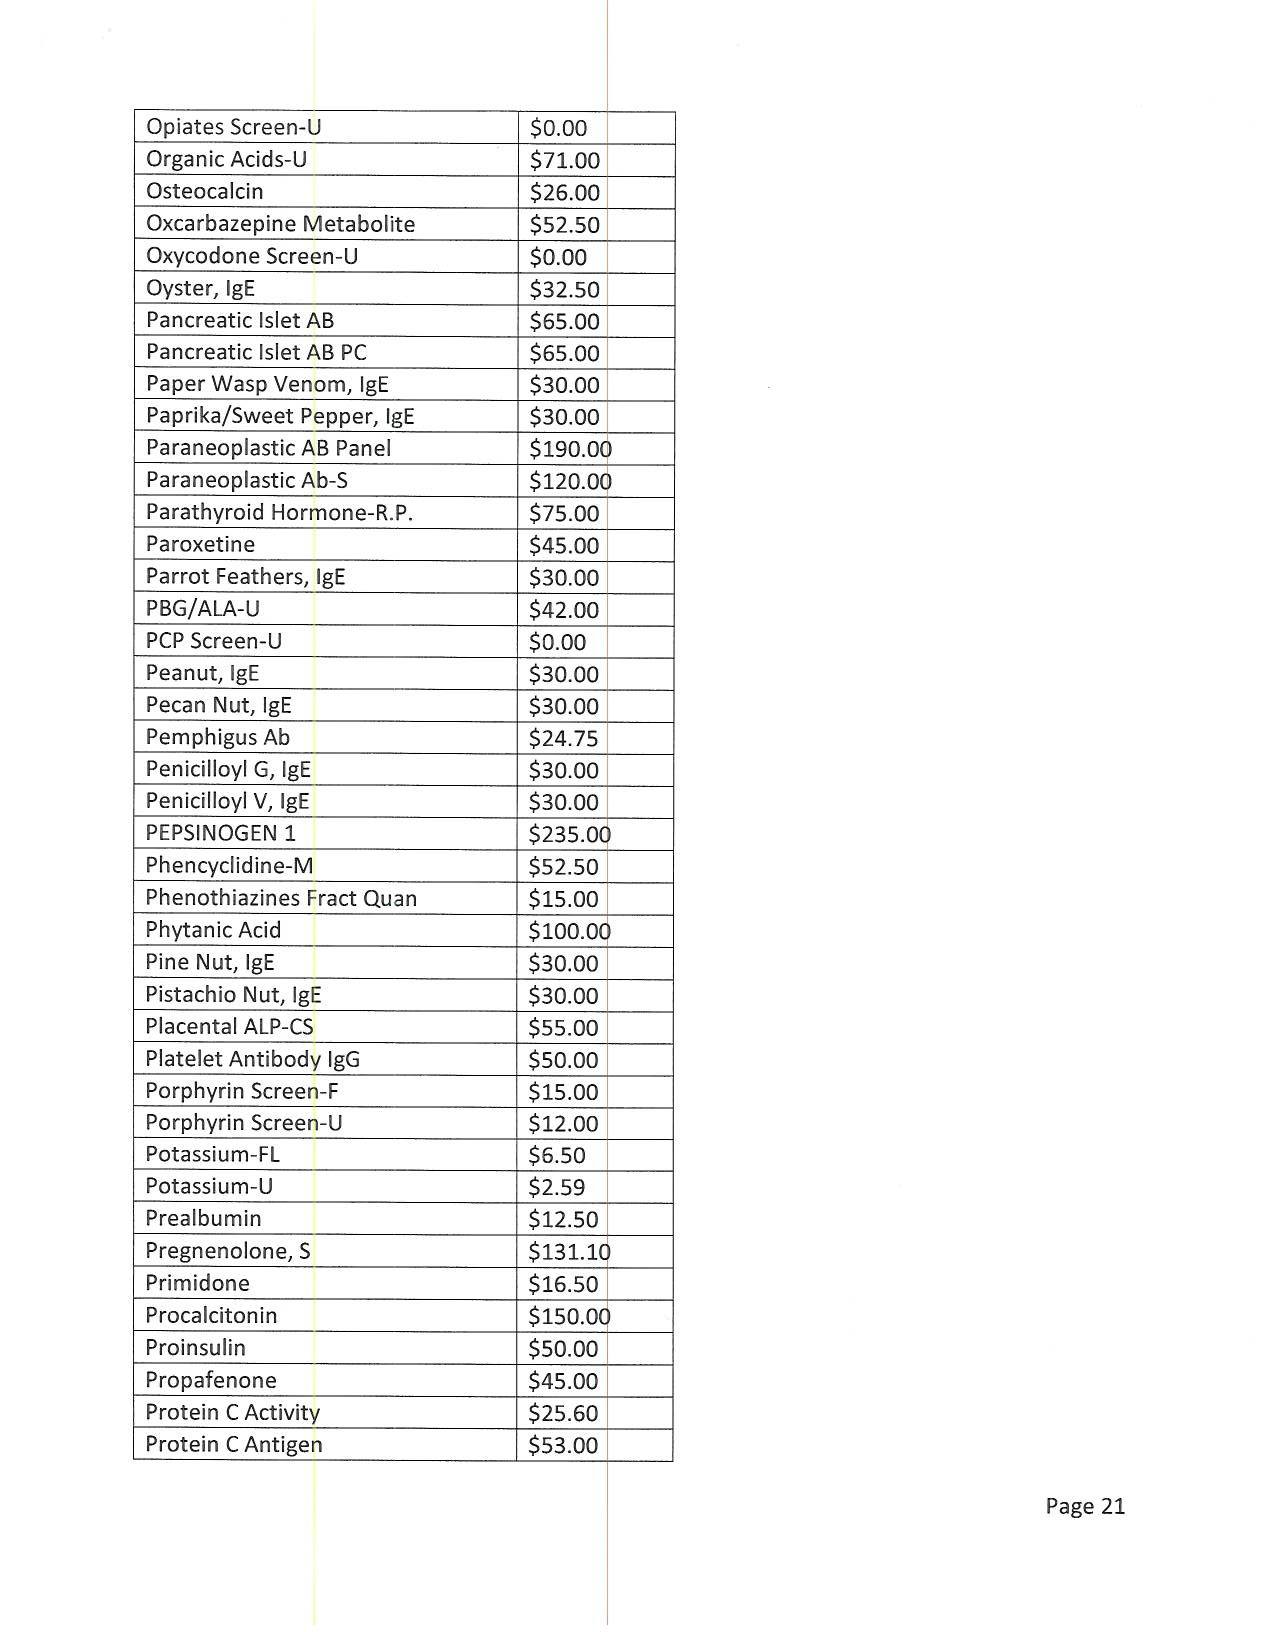 Opiates Screen-U $0.00
Organic Acids-U $71.00
Osteocalcin $26.00
Oxcarbazepine Metabolite $52.50
Oxycodone Screen-U $0.00
Oyster, IgE $32.50
Pancreatic Islet AB $65.00
Pancreatic Islet AB PC $65.00
Paper Wasp Venom, IgE $30.00
Paprika/Sweet Pepper, IgE $30.00
Paraneoplastic AB Panel $190.00
Paraneoplastic Ab-S $120.00
Parathyroid Hormone-R.P. $75.00
Paroxetine $45.00
Parrot Feathers, IgE $30.00
PBG/ALA-U $42.00
PCP Screen-U $0.00
Peanut, IgE $30.00
Pecan Nut, IgE $30.00
Pemphigus Ab $24.75
Penicilloyl G, IgE $30.00
Penicilloyl V, IgE $30.00
PEPSINOGEN 1 $235.00
Phencyclidine-M $52.50
Phenothiazines Fract Quan $15.00
Phytanic Acid $100.00
Pine Nut, IgE $30.00
Pistachio Nut, IgE $30.00
Placental ALP-CS $55.00
Platelet Antibody IgG $50.00
Porphyrin Screen-F $15.00
Porphyrin Screen-U $12.00
Potassium-FL $6.50
Potassium-U $2.59
Prealbumin $12.50
Pregnenolone, S $131.10
Primidone $16.50
Procalcitonin $150.00
Proinsulin $50.00
Propafenone $45.00
Protein C Activity $25.60
Protein C Antigen $53.00
Page 21